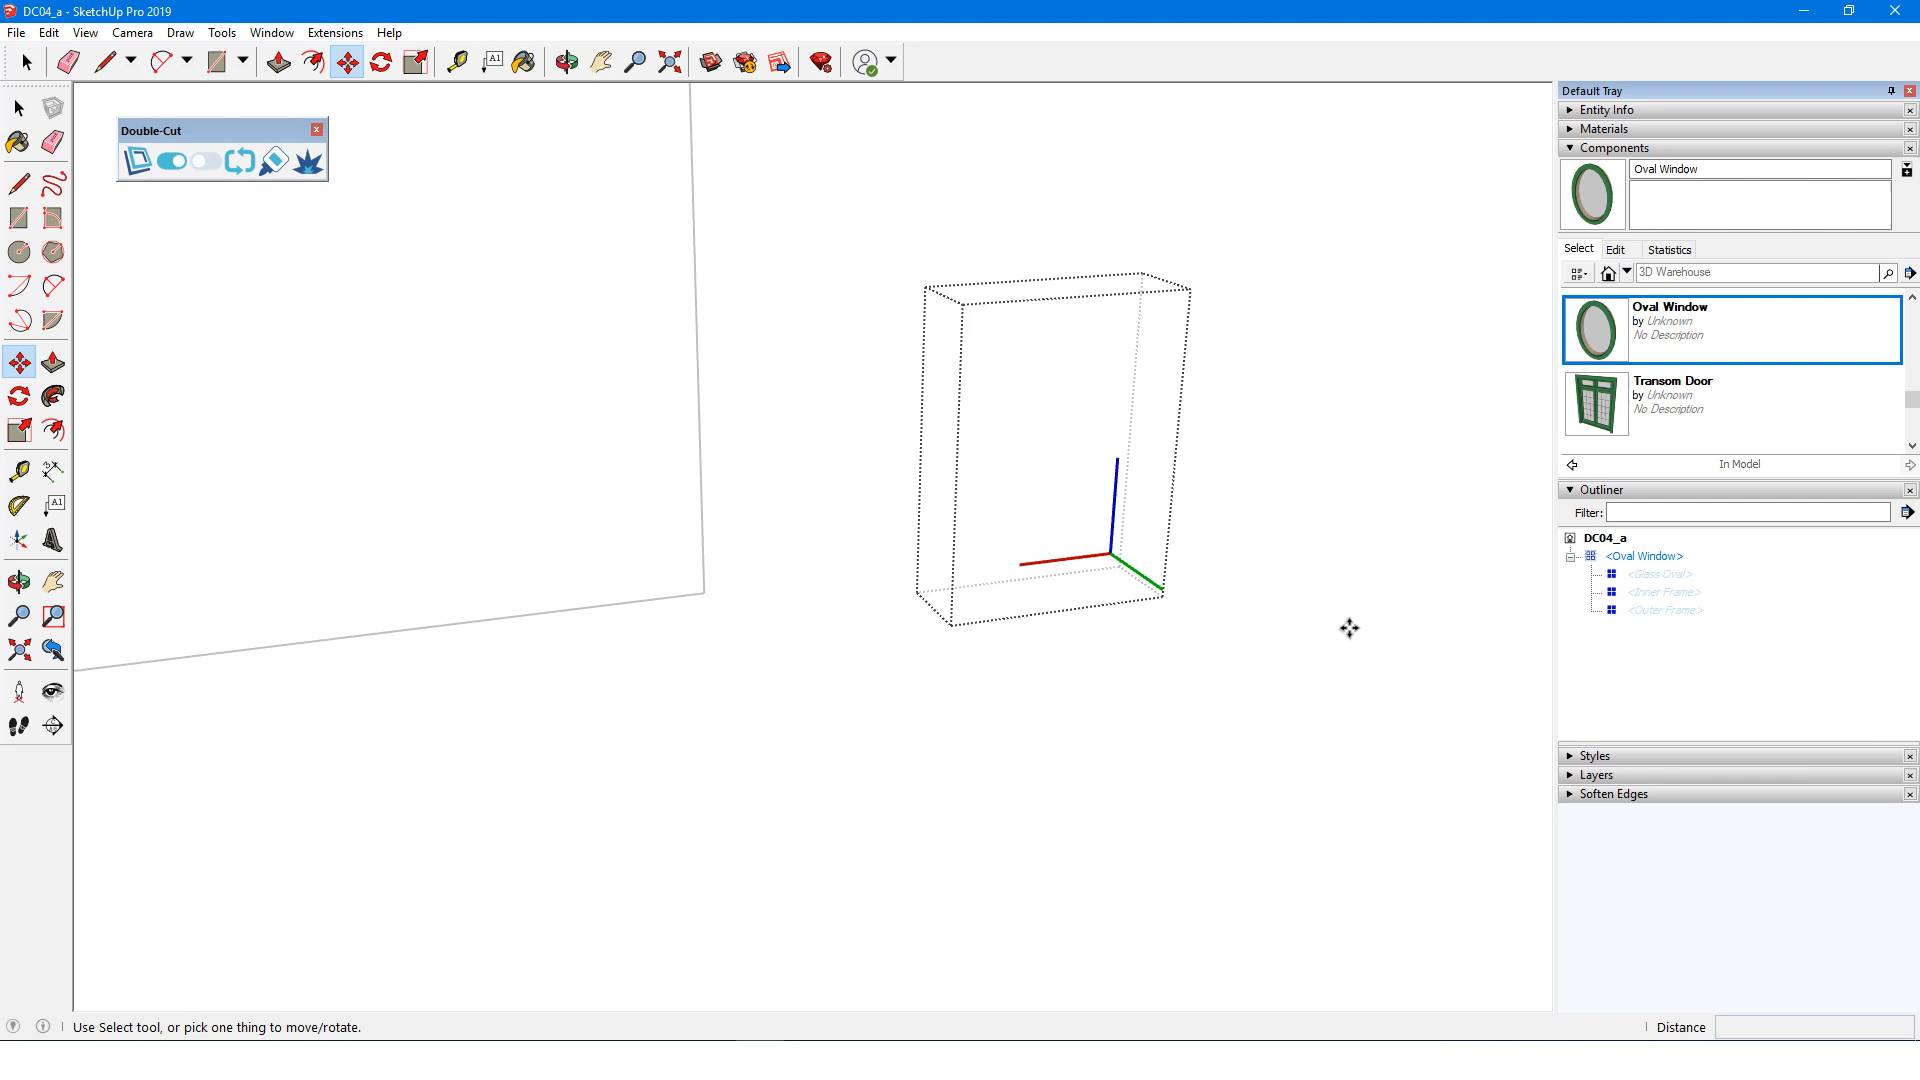 DC04_a - SketchUp Pro 2019
File Edit View Camera Draw Tools Window Extensions Help
A1
Default Tray
Entity Info
Materials
Components
Double-Cut
Oval Window
Select Edit Statistics
3D Warehouse
Oval Window
by Unknown
No Description
Transom Door
by Unknown
No Description
In Model
Outliner
Filter:
A1
DC04_a
<Oval Window>
<Glass Oval>
<Inner Frame>
<Outer Frame>
Styles
Layers
Soften Edges
Use Select tool, or pick one thing to move/rotate.
Distance